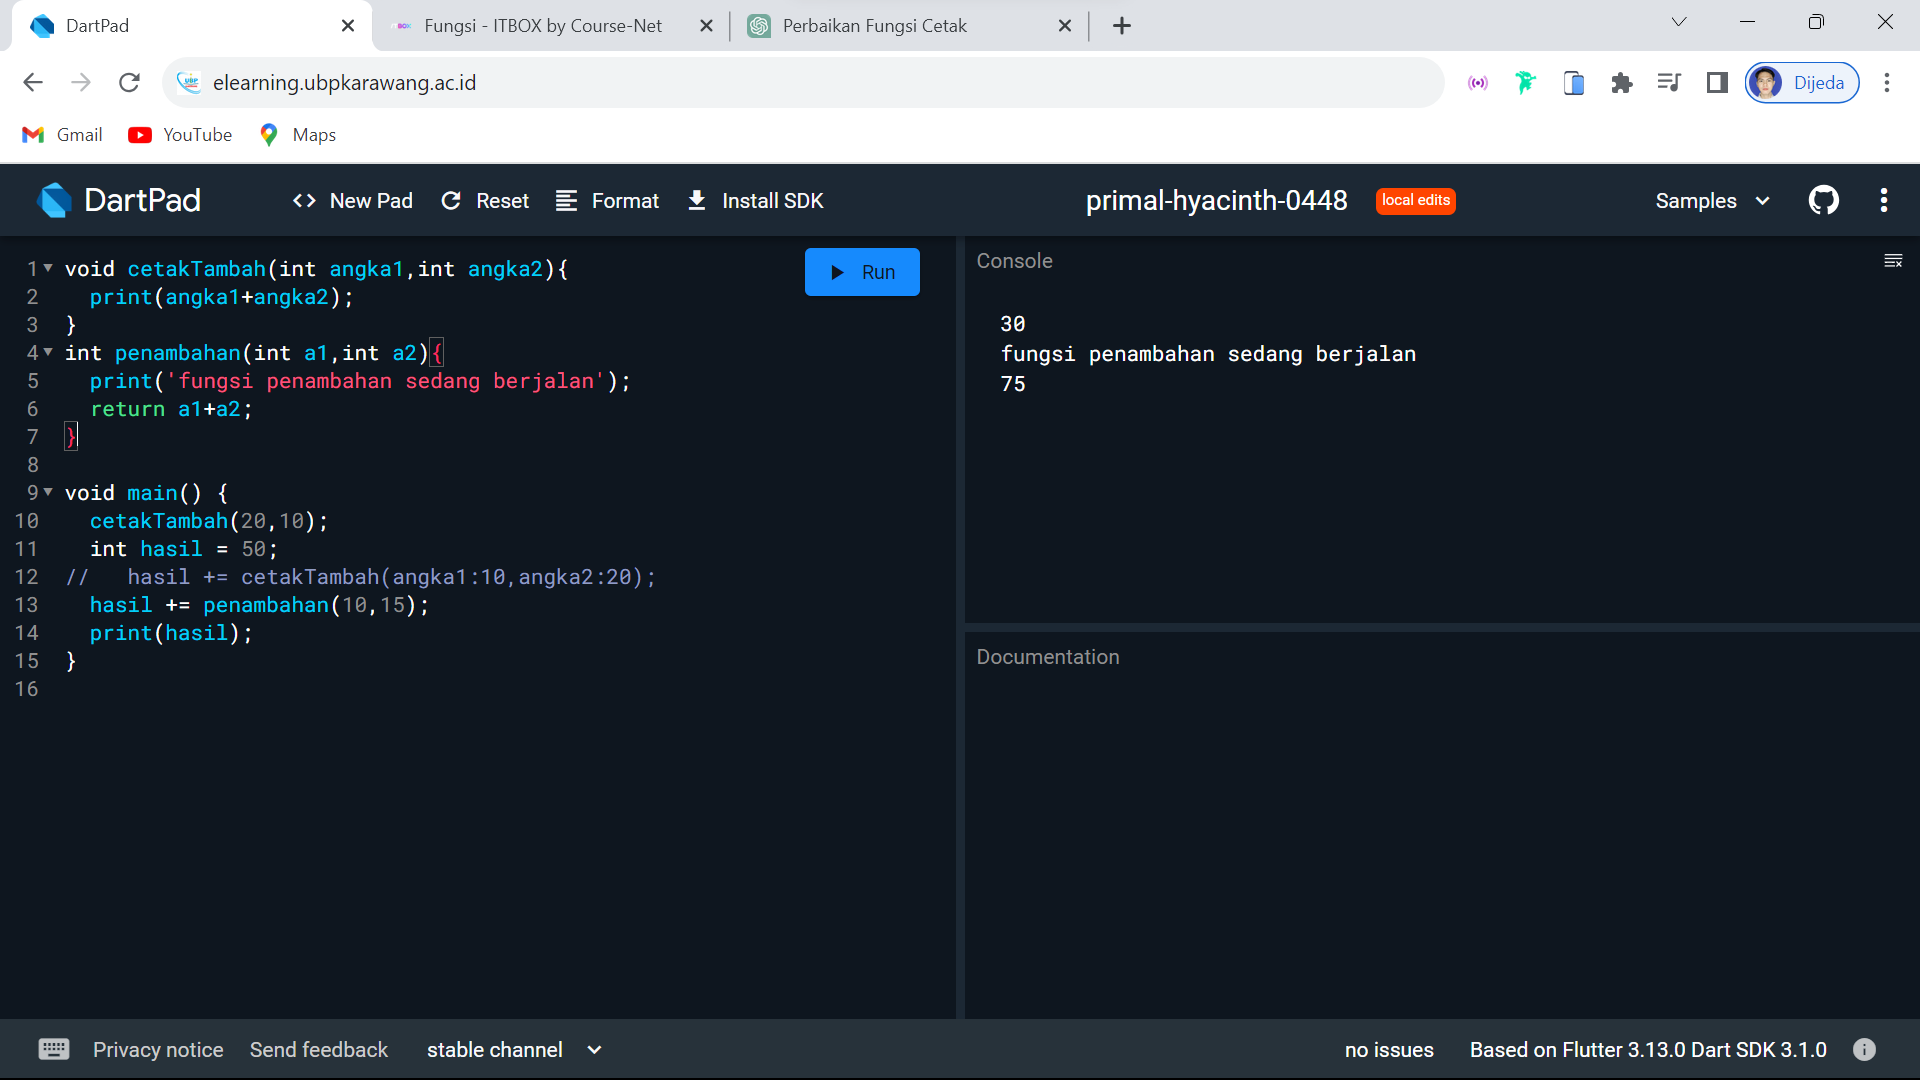 DartPad
Fungsi - ITBOX by Course-Net
Perbaikan Fungsi Cetak
elearning.ubpkarawang.ac.id
Dijeda
Gmail
YouTube
Maps
DartPad
New Pad
Reset
Format
Install SDK
primal-hyacinth-0448
local edits
Samples
1 void cetakTambah(int angka1,int angka2){
2 print(angka1+angka2);
3 }
4 int penambahan(int a1,int a2){
5 print('fungsi penambahan sedang berjalan');
6 return a1+a2;
7 }
8
9 void main() {
10 cetakTambah(20,10);
11 int hasil = 50;
12 // hasil += cetakTambah(angka1:10,angka2:20);
13 hasil += penambahan(10,15);
14 print(hasil);
15 }
16
Run
Console
30
fungsi penambahan sedang berjalan
75
Documentation
Privacy notice
Send feedback
stable channel
no issues
Based on Flutter 3.13.0 Dart SDK 3.1.0